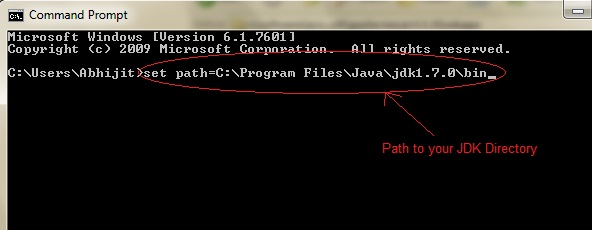 Command Prompt
Microsoft Windows [Version 6.1.7601]
Copyright (c) 2009 Microsoft Corporation. All rights reserved.
C:\Users\Abhijit>set path=C:\Program Files\Java\jdk1.7.0\bin_
Path to your JDK Directory